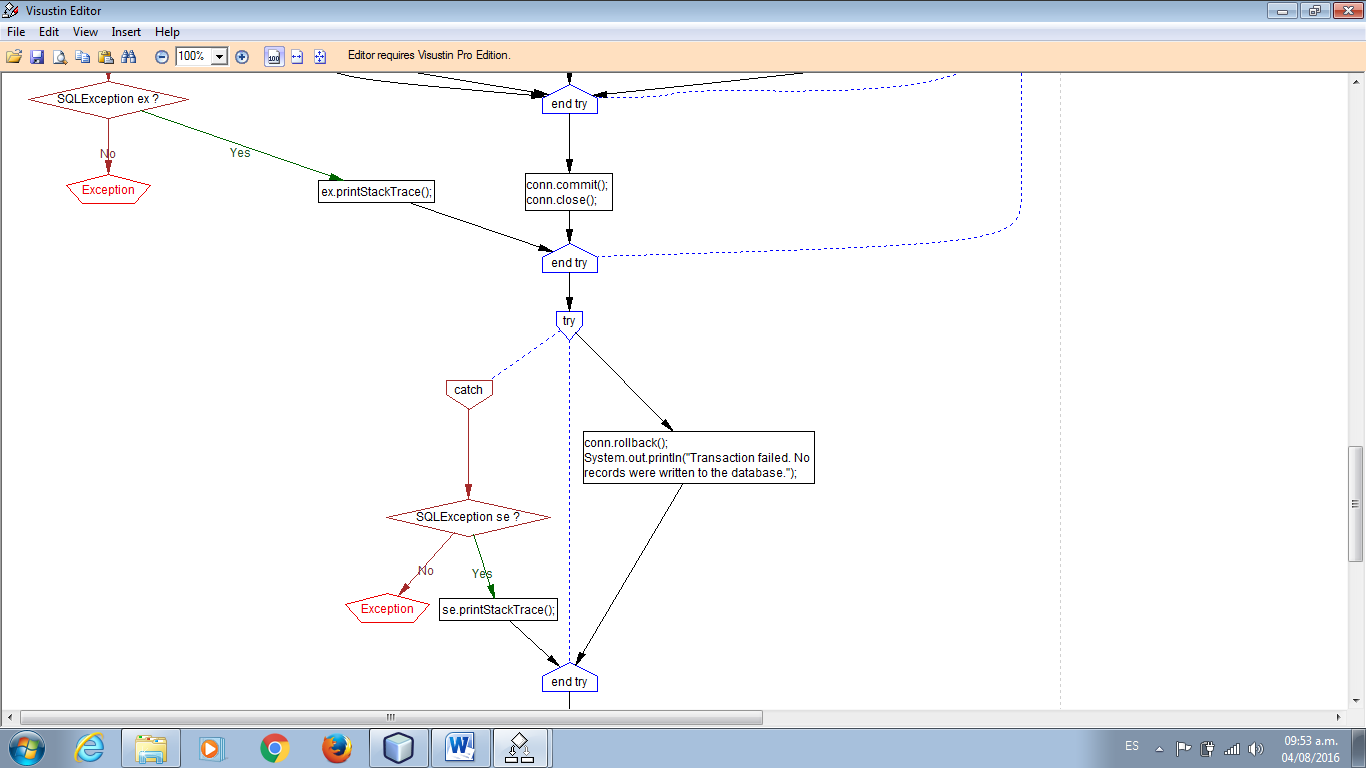 Visustin Editor
File Edit View Insert Help
100% 100 Editor requires Visustin Pro Edition.
SQLException ex ?
end try
No
Yes
Exception
ex.printStackTrace();
conn.commit();
conn.close();
end try
try
catch
conn.rollback();
System.out.println("Transaction failed. No
records were written to the database.");
SQLException se ?
No
Yes
Exception
se.printStackTrace();
end try
ES
09:53 a.m.
04/08/2016